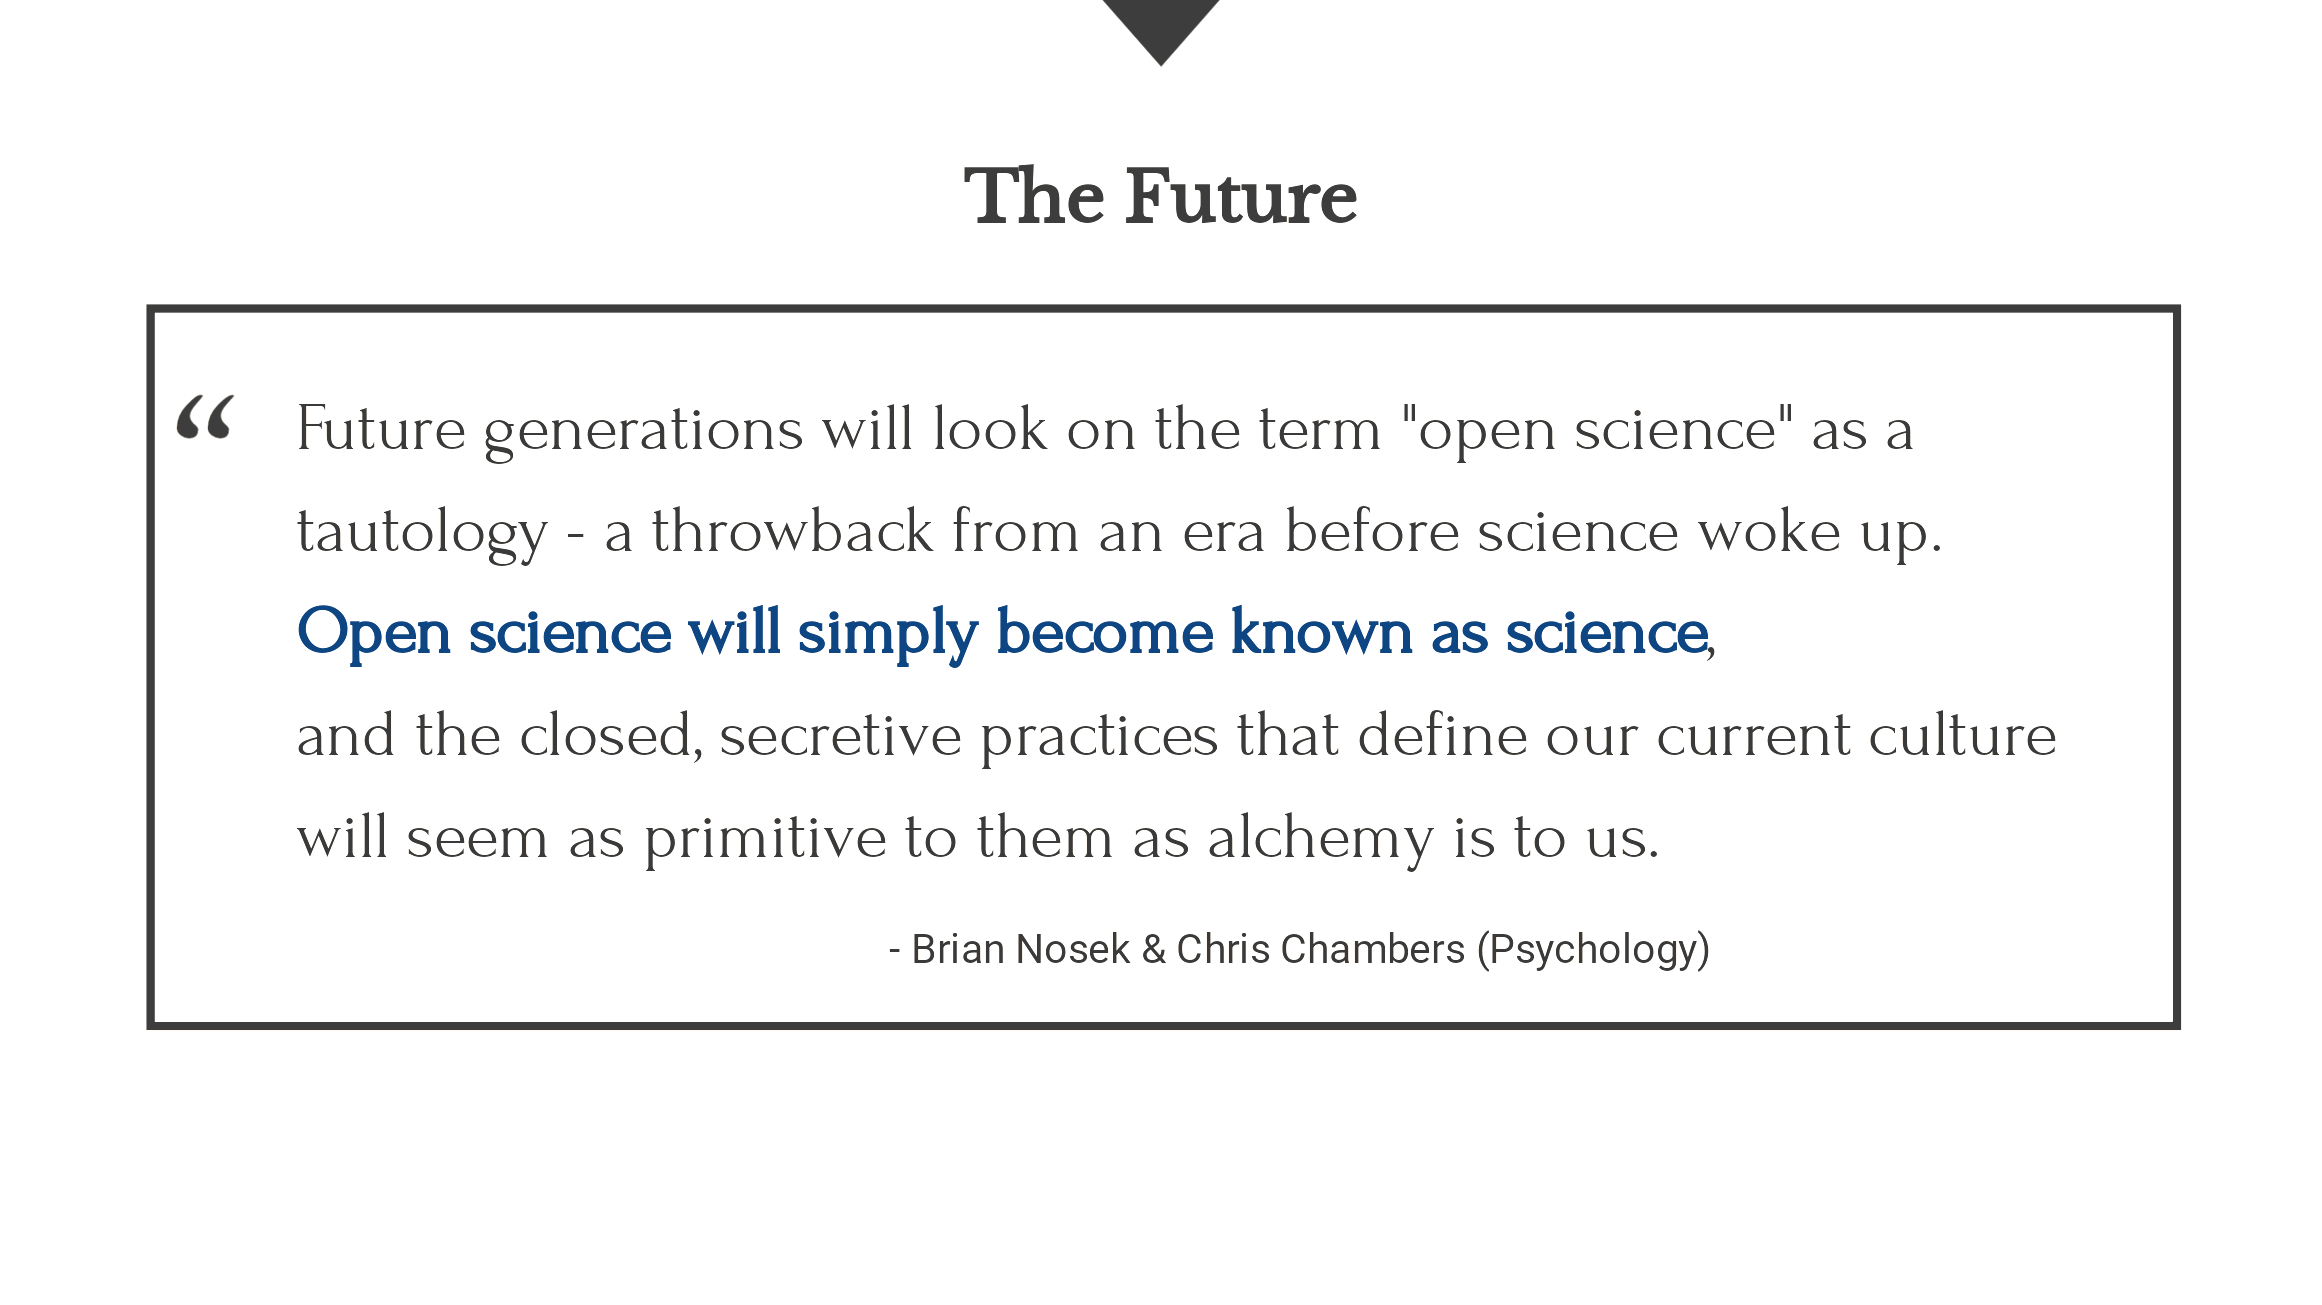 The Future
“ Future generations will look on the term "open science" as a
tautology - a throwback from an era before science woke up.
Open science will simply become known as science,
and the closed, secretive practices that define our current culture
will seem as primitive to them as alchemy is to us.
- Brian Nosek & Chris Chambers (Psychology)